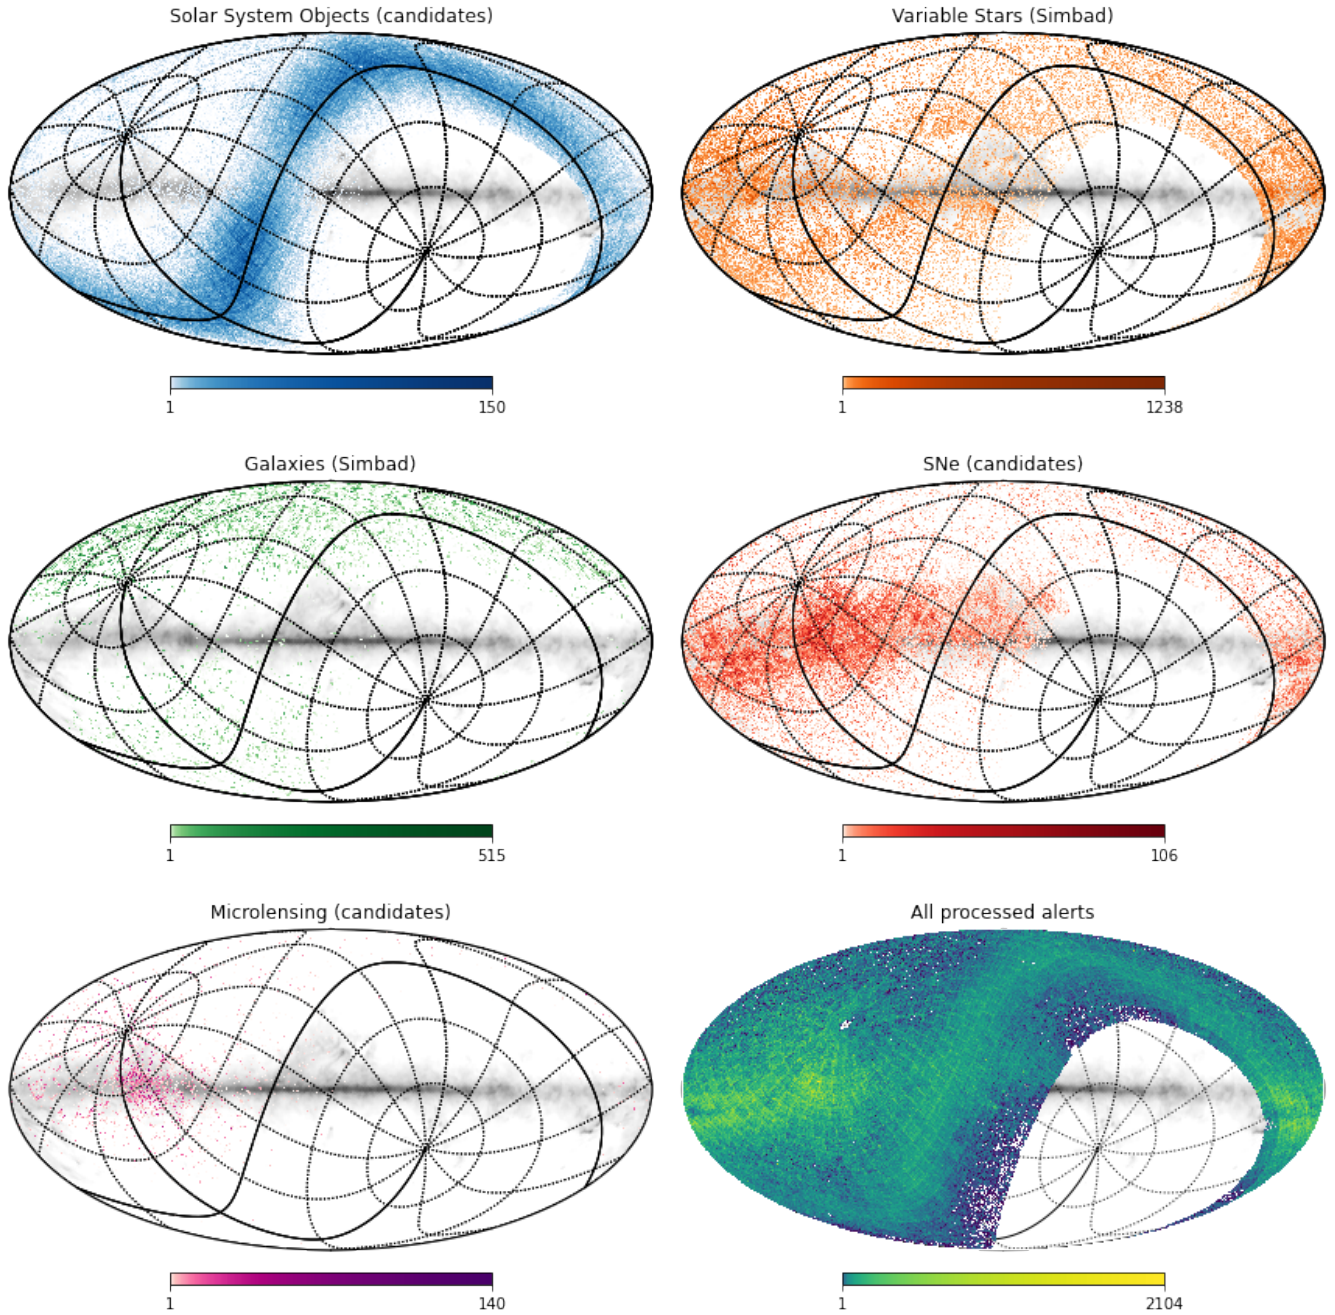 Solar System Objects (candidates)
Variable Stars (Simbad)
1 150
1 1238
Galaxies (Simbad)
SNe (candidates)
1 515
1 106
Microlensing (candidates)
All processed alerts
1 140
1 2104